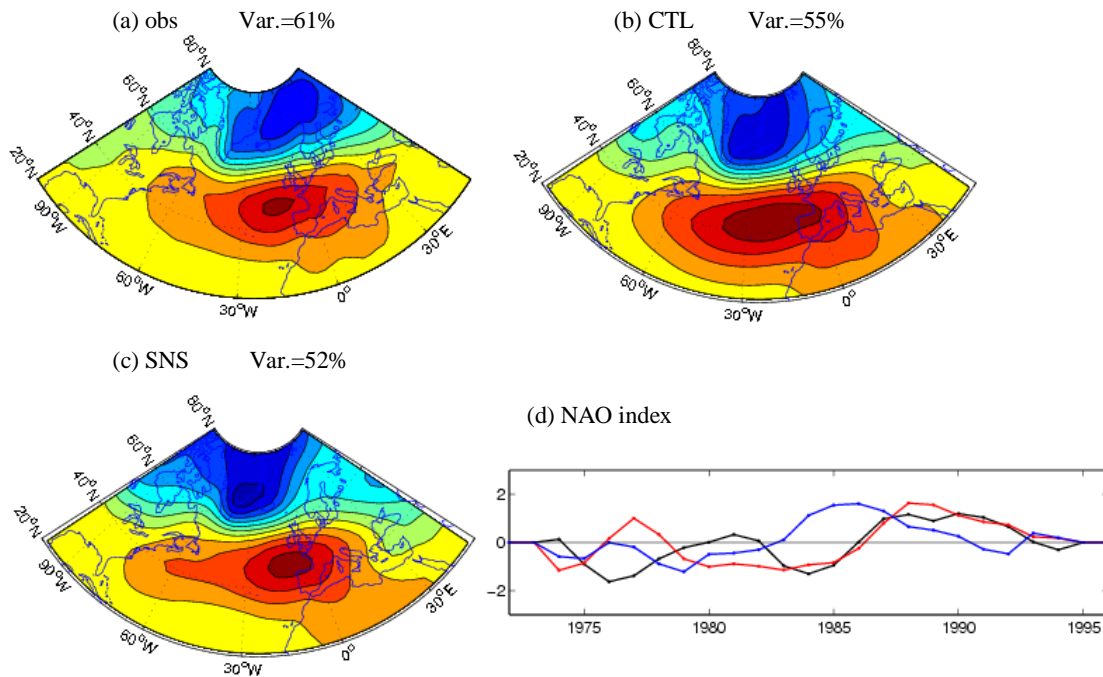 (a) obs Var.=61%
(b) CTL Var.=55%
80°N
60°N
40°N
20°N
90°W
60°W
30°W
0°
30°E
80°N
60°N
40°N
20°N
90°W
60°W
30°W
0°
30°E
(c) SNS Var.=52%
80°N
60°N
40°N
20°N
90°W
60°W
30°W
0°
30°E
(d) NAO index
2
0
−2
1975 1980 1985 1990 1995